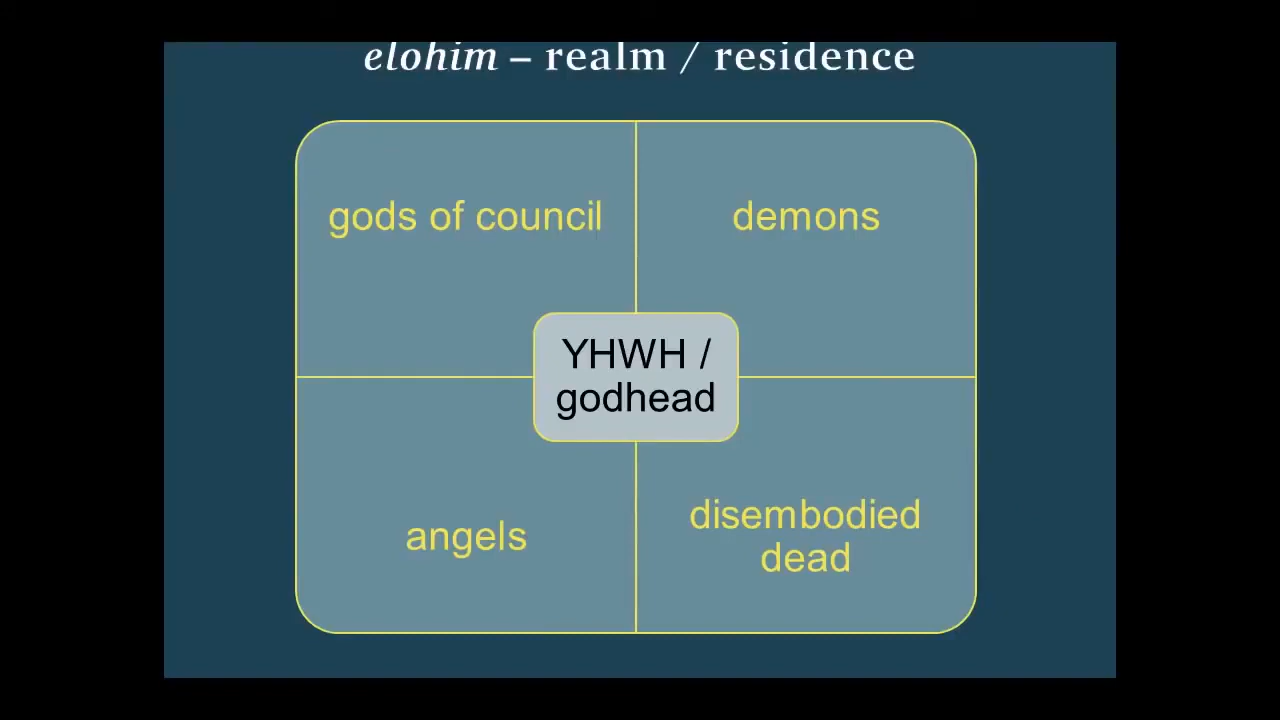 elohim – realm / residence
gods of council
demons
YHWH /
godhead
angels
disembodied
dead